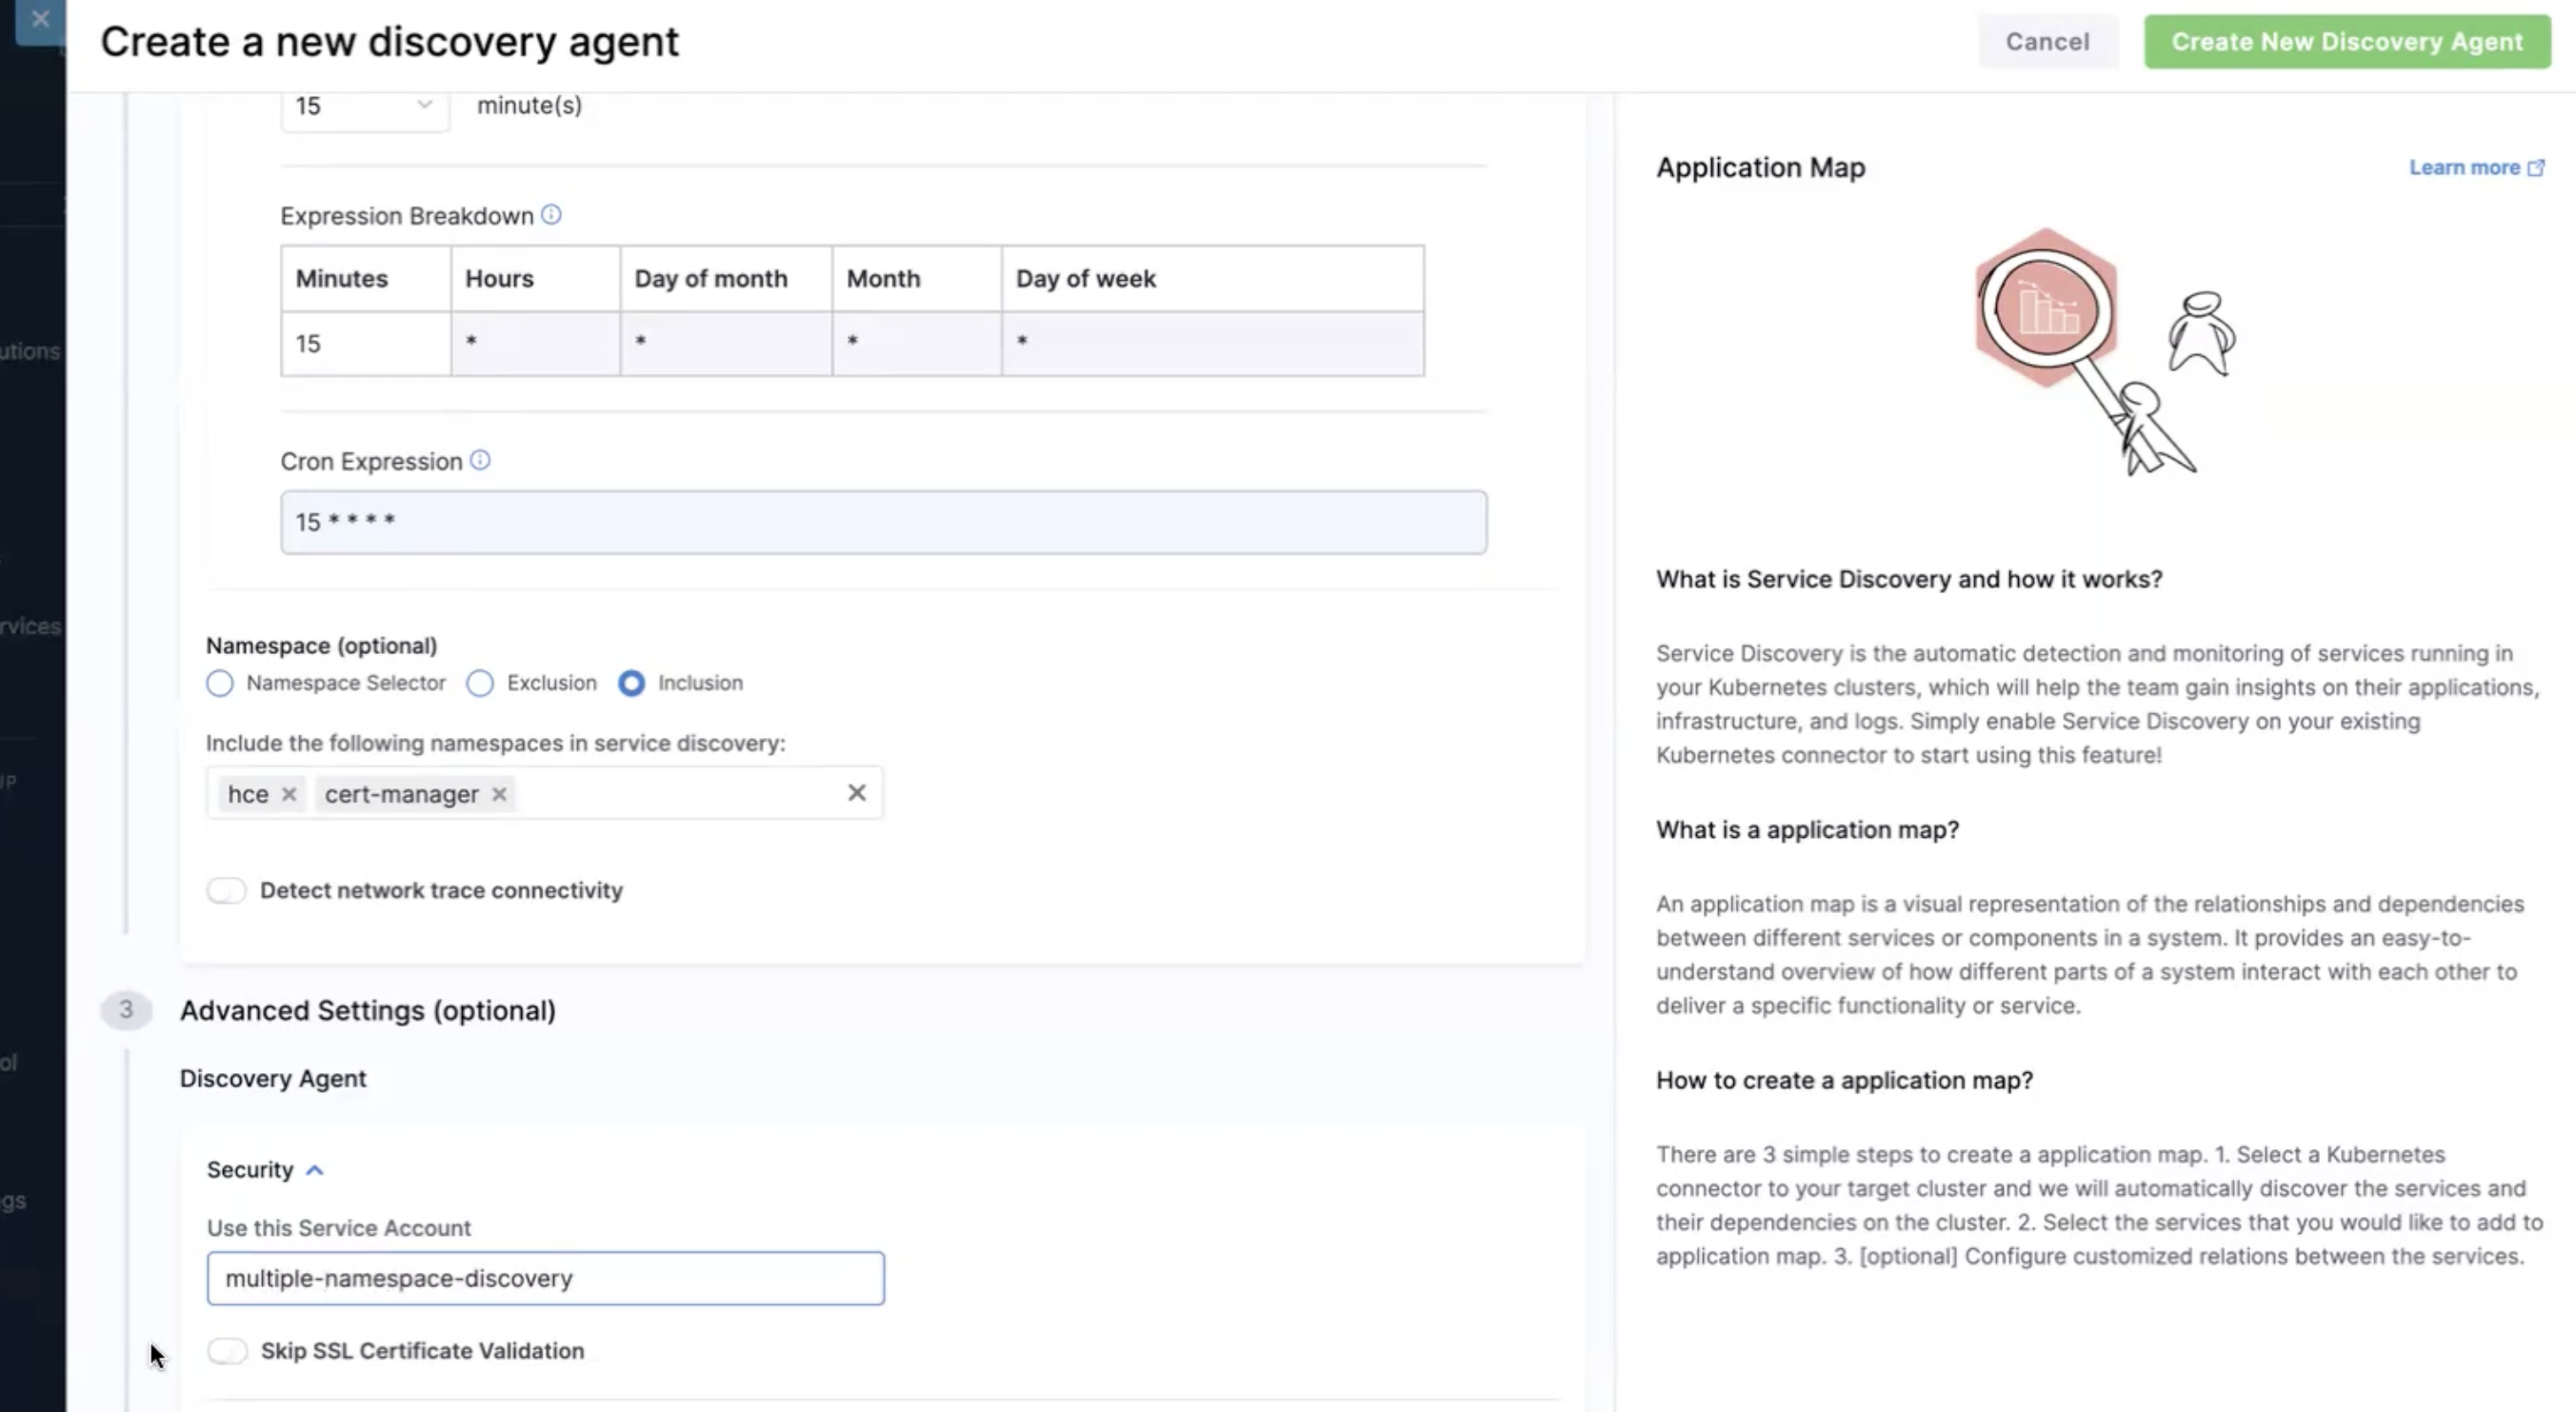 Create a new discovery agent
Cancel
Create New Discovery Agent
15
minute(s)
Expression Breakdown
Minutes Hours Day of month Month Day of week
15 * * * *
Cron Expression
15 * * * *
Namespace (optional)
Namespace Selector Exclusion Inclusion
Include the following namespaces in service discovery:
hce cert-manager
Detect network trace connectivity
3 Advanced Settings (optional)
Discovery Agent
Security
Use this Service Account
multiple-namespace-discovery
Skip SSL Certificate Validation
Application Map
Learn more
What is Service Discovery and how it works?
Service Discovery is the automatic detection and monitoring of services running in
your Kubernetes clusters, which will help the team gain insights on their applications,
infrastructure, and logs. Simply enable Service Discovery on your existing
Kubernetes connector to start using this feature!
What is a application map?
An application map is a visual representation of the relationships and dependencies
between different services or components in a system. It provides an easy-to-
understand overview of how different parts of a system interact with each other to
deliver a specific functionality or service.
How to create a application map?
There are 3 simple steps to create a application map. 1. Select a Kubernetes
connector to your target cluster and we will automatically discover the services and
their dependencies on the cluster. 2. Select the services that you would like to add to
application map. 3. [optional] Configure customized relations between the services.